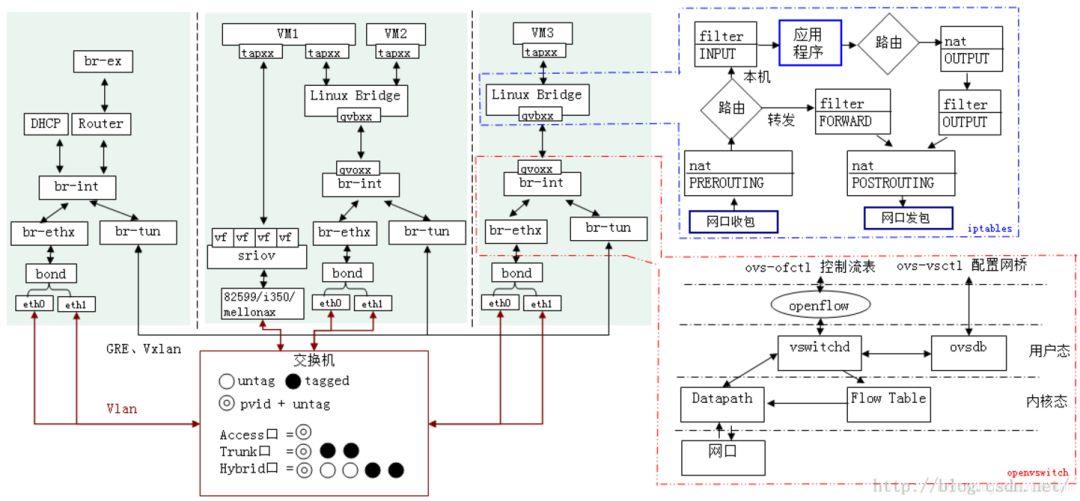 br-ex
DHCP
Router
br-int
br-ethx
br-tun
bond
eth0
eth1
VM1
tapxx
tapxx
VM2
tapxx
Linux Bridge
qvbxx
qvoxx
br-int
vf vf vf vf
sriov
br-ethx
br-tun
82599/i350/
mellonax
bond
eth0
eth1
VM3
tapxx
Linux Bridge
qvbxx
qvoxx
br-int
br-ethx
br-tun
bond
eth0
eth1
GRE、Vxlan
Vlan
交换机
untag
tagged
pvid + untag
Access口 =
Trunk口 =
Hybrid口 =
filter
INPUT
应用
程序
路由
nat
OUTPUT
本机
路由
转发
filter
FORWARD
filter
OUTPUT
nat
PREROUTING
nat
POSTROUTING
网口收包
网口发包
iptables
ovs-ofctl 控制流表
ovs-vsctl 配置网桥
openflow
vswitchd
ovsdb
用户态
Datapath
Flow Table
内核态
网口
openvswitch
http://blog.csdn.net/